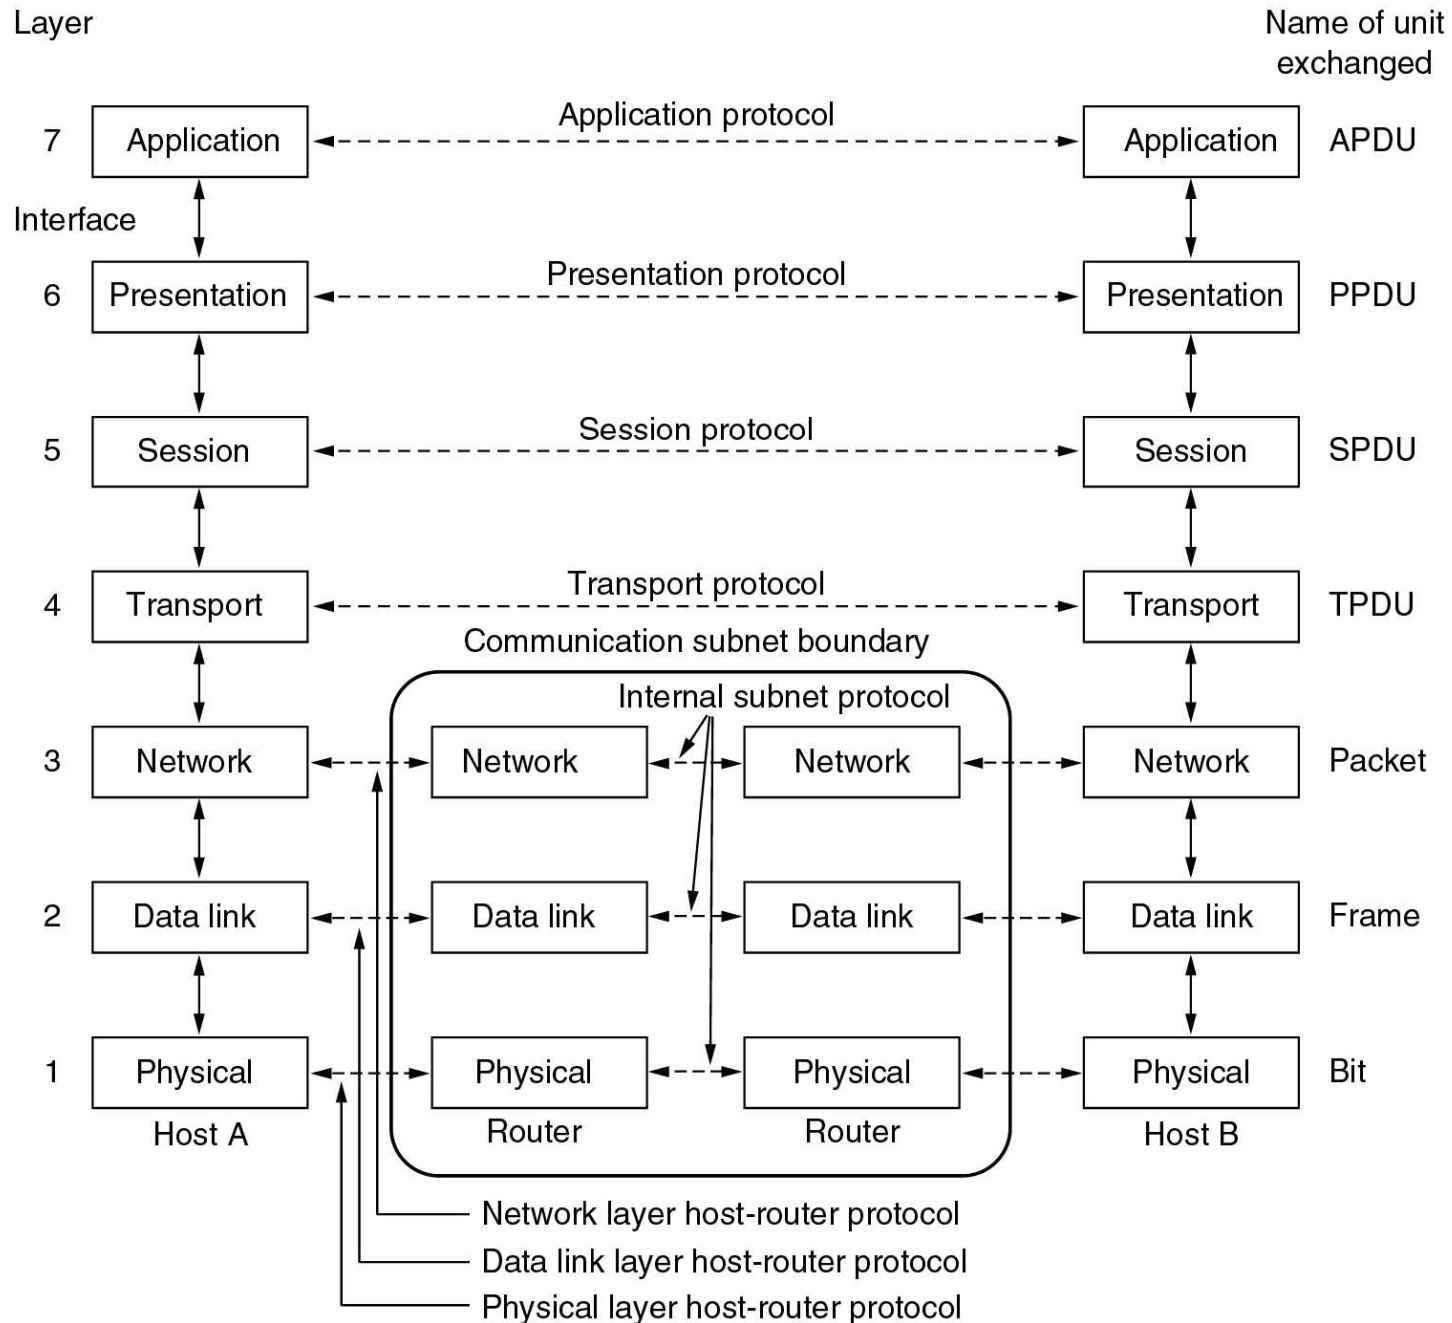 Layer
Name of unit
exchanged
Application protocol
7
Application
Application
APDU
Interface
Presentation protocol
6
Presentation
Presentation
PPDU
Session protocol
5
Session
Session
SPDU
Transport protocol
4
Transport
Transport
TPDU
Communication subnet boundary
Internal subnet protocol
3
Network
Network
Network
Network
Packet
2
Data link
Data link
Data link
Data link
Frame
1
Physical
Physical
Physical
Physical
Bit
Host A
Router
Router
Host B
Network layer host-router protocol
Data link layer host-router protocol
Physical layer host-router protocol